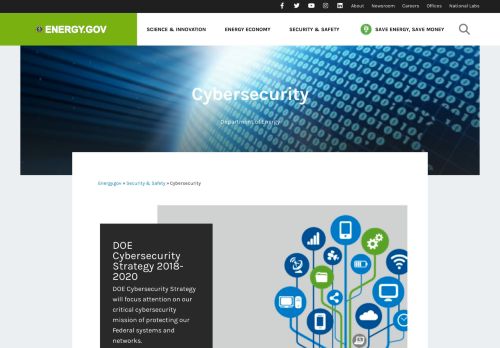 About Newsroom Careers Offices National Labs
ENERGY.GOV
SCIENCE & INNOVATION ENERGY ECONOMY SECURITY & SAFETY SAVE ENERGY, SAVE MONEY
Cybersecurity
Department of Energy
Energy.gov » Security & Safety » Cybersecurity
DOE
Cybersecurity
Strategy 2018-
2020
DOE Cybersecurity Strategy
will focus attention on our
critical cybersecurity
mission of protecting our
Federal systems and
networks.